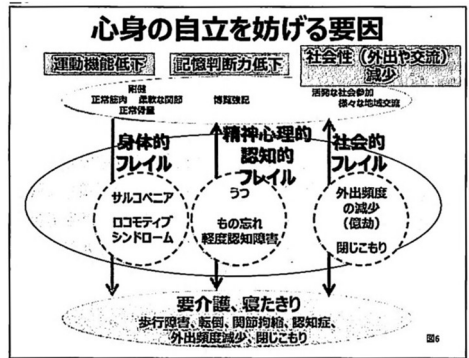 心身の自立を妨げる要因
運動機能低下
記憶判断力低下
社会性（外出や交流）
減少
剛健
正常筋肉 柔軟な関節
正常骨量
博覧強記
活発な社会参加
様々な地域交流
身体的
フレイル
精神心理的
認知的
フレイル
社会的
フレイル
サルコペニア
ロコモティブ
シンドローム
うつ
もの忘れ
軽度認知障害
外出頻度
の減少
（億劫）
閉じこもり
要介護、寝たきり
歩行障害、転倒、関節拘縮、認知症、
外出頻度減少、閉じこもり
図6